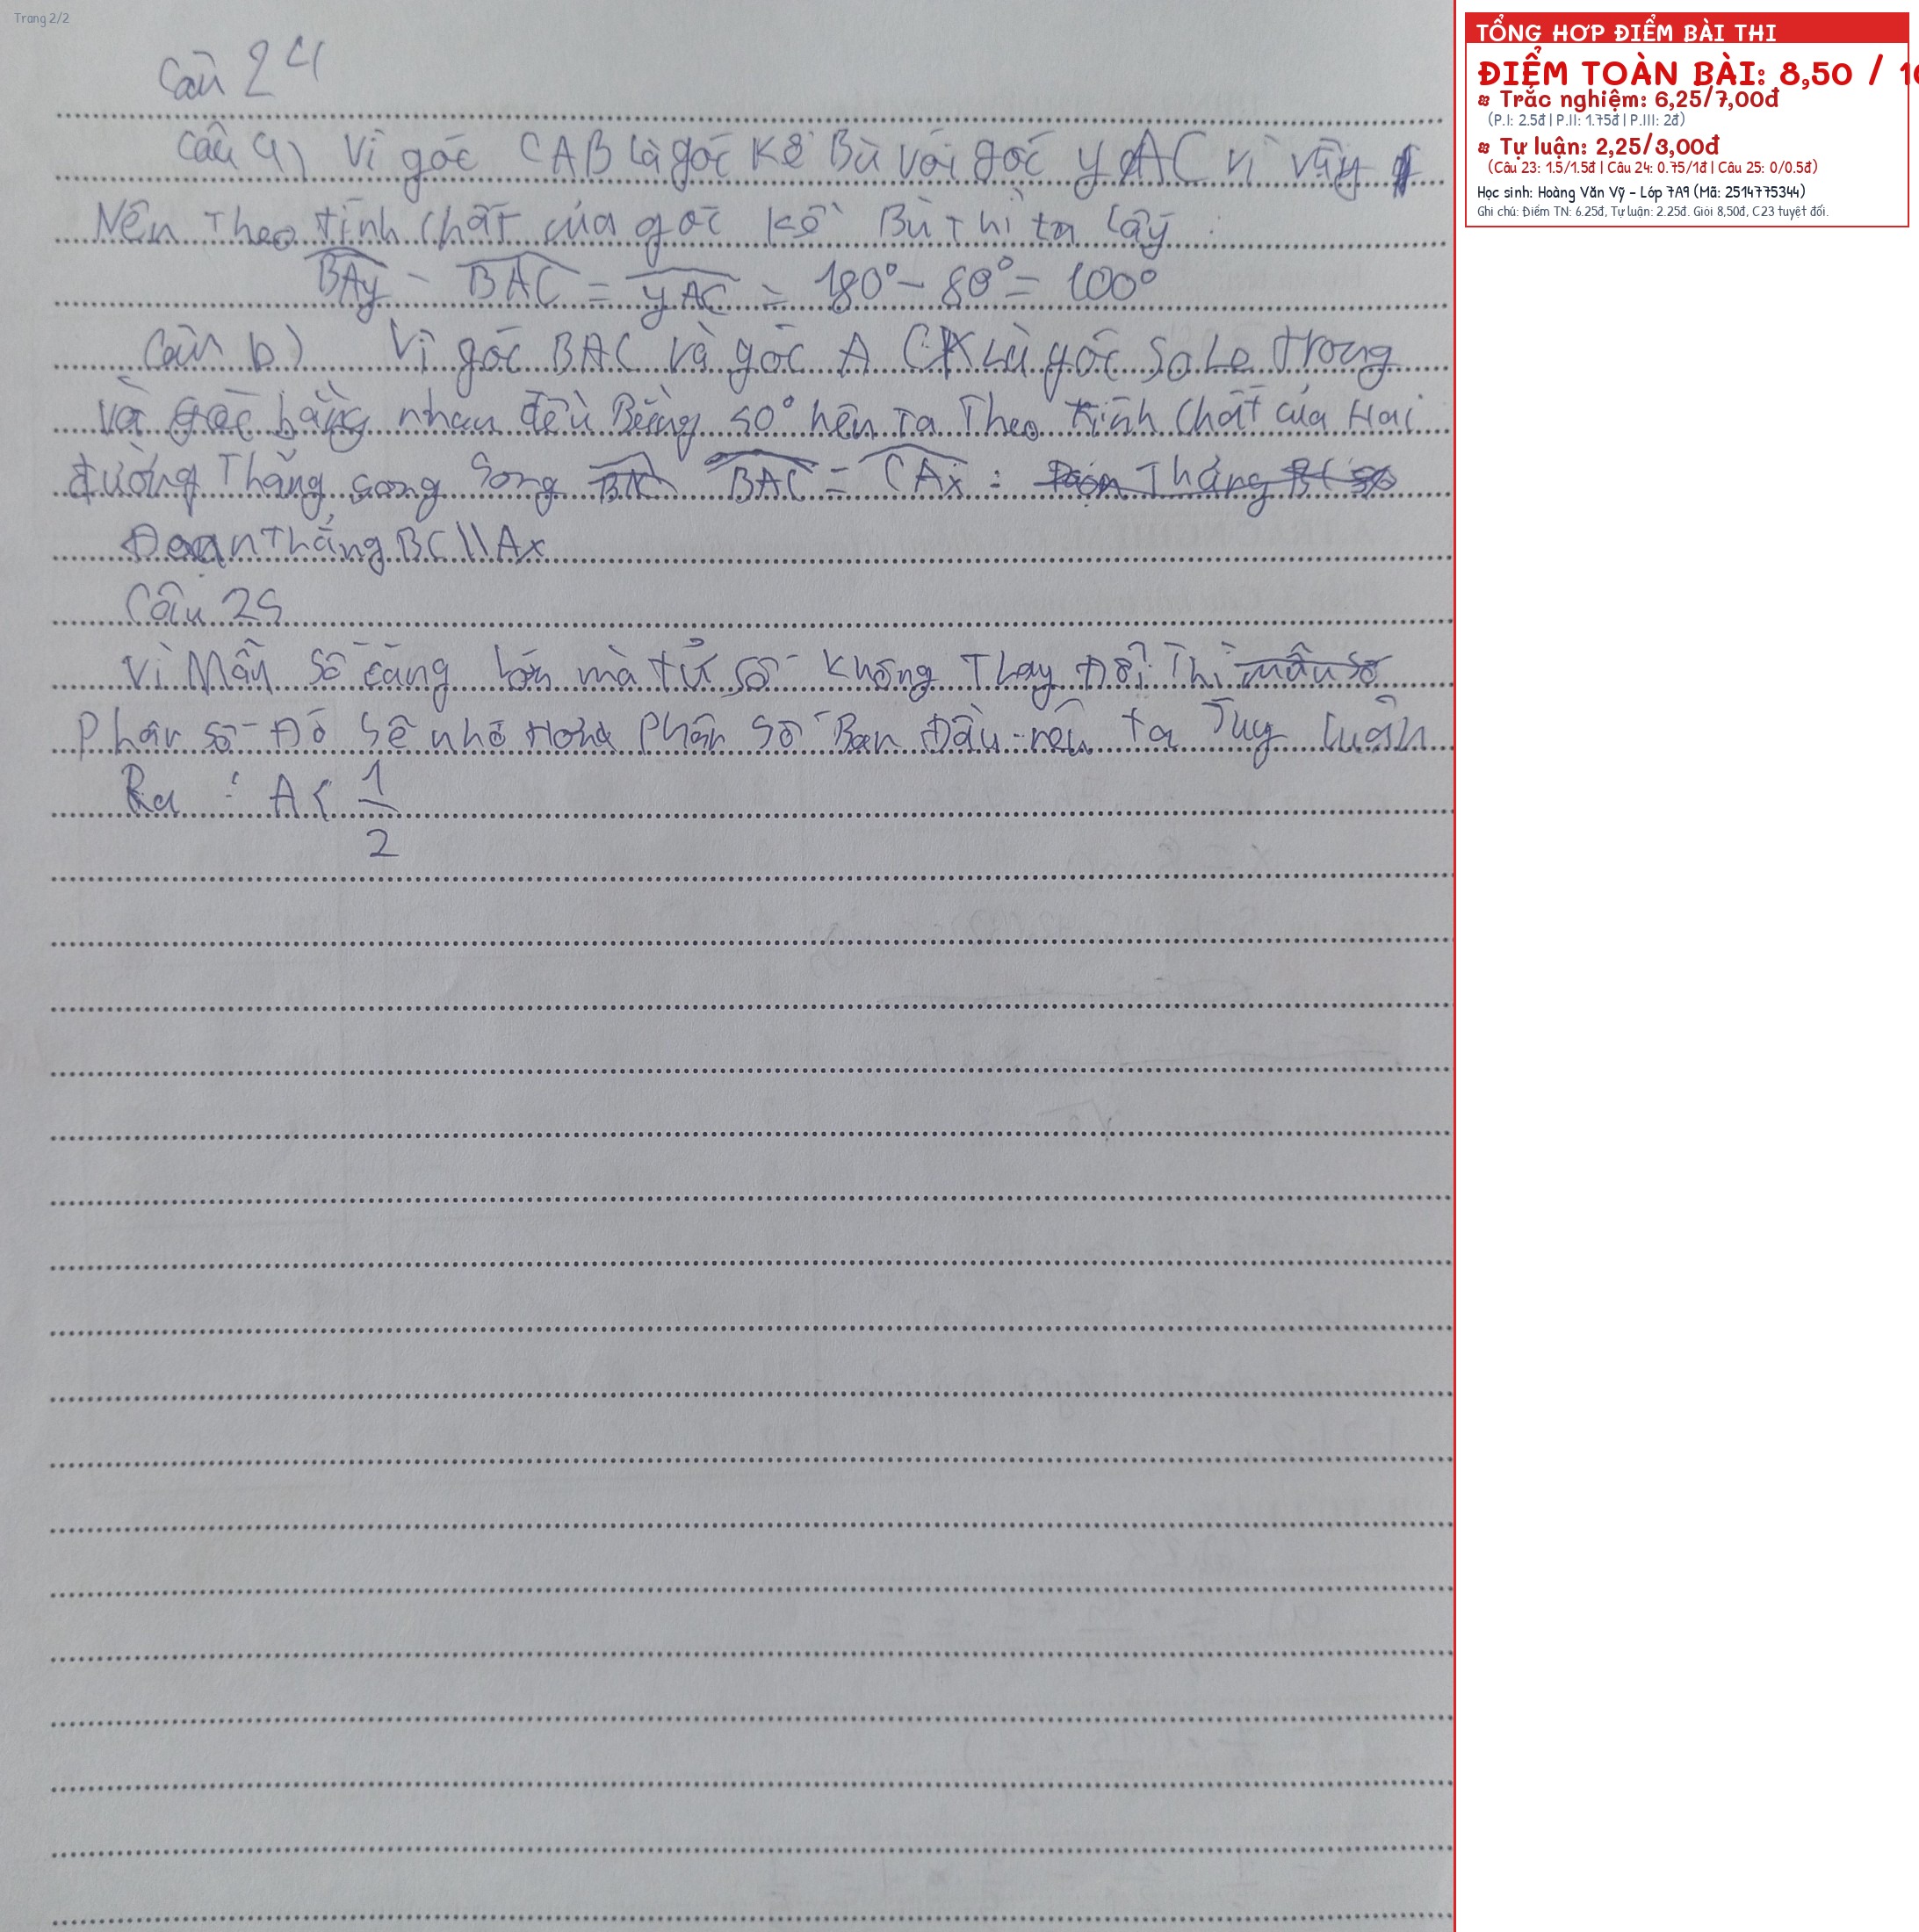 Trang 2/2
Câu 24
Câu a) Vì góc CAB là góc kề Bù với góc yAC vì vậy
Nên Theo tính chất của góc kề Bù thì ta lấy :
BAy - BAC = yAC = 180° - 80° = 100°
Câu b) Vì góc BAC và góc A CX là góc So Le trong
và góc bằng nhau đều Bằng 50° nên ta Theo tính chất của Hai
đường Thẳng song song BAC = CAx :
Đoạn Thẳng BC // Ax
Câu 25
Vì Mẫu số càng lớn mà tử số không Thay Đổi Thì mẫu số
Phân số Đó sẽ nhỏ Hơn Phân số Ban Đầu nên ta Suy luận
Ra : A < 1/2
TỔNG HỢP ĐIỂM BÀI THI
ĐIỂM TOÀN BÀI: 8,50 / 1
Trắc nghiệm: 6,25/7,00đ
(P.I: 2.5đ | P.II: 1.75đ | P.III: 2đ)
Tự luận: 2,25/3,00đ
(Câu 23: 1.5/1.5đ | Câu 24: 0.75/1đ | Câu 25: 0/0.5đ)
Học sinh: Hoàng Văn Vỹ - Lớp 7A9 (Mã: 2514775344)
Ghi chú: Điểm TN: 6.25đ, Tự luận: 2.25đ. Giỏi 8,50đ, C23 tuyệt đối.